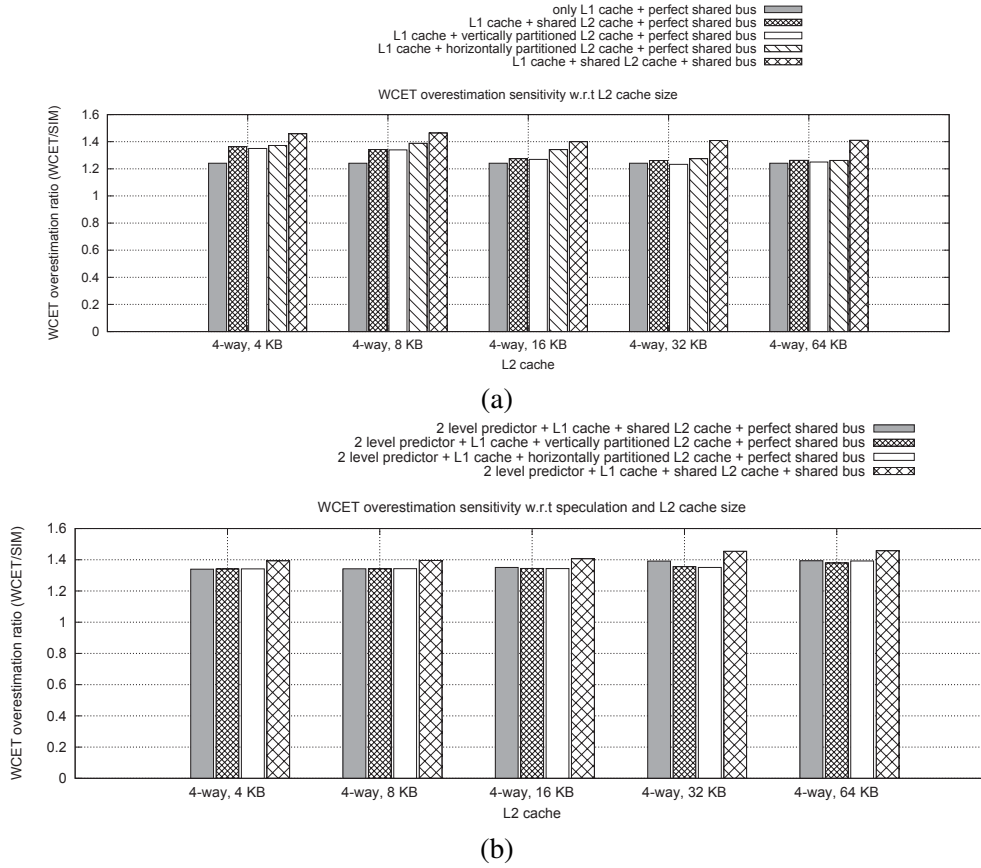 only L1 cache + perfect shared bus
L1 cache + shared L2 cache + perfect shared bus
L1 cache + vertically partitioned L2 cache + perfect shared bus
L1 cache + horizontally partitioned L2 cache + perfect shared bus
L1 cache + shared L2 cache + shared bus
WCET overestimation sensitivity w.r.t L2 cache size
WCET overestimation ratio (WCET/SIM)
1.6
1.4
1.2
1
0.8
0.6
0.4
0.2
0
4-way, 4 KB 4-way, 8 KB 4-way, 16 KB 4-way, 32 KB 4-way, 64 KB
L2 cache
(a)
2 level predictor + L1 cache + shared L2 cache + perfect shared bus
2 level predictor + L1 cache + vertically partitioned L2 cache + perfect shared bus
2 level predictor + L1 cache + horizontally partitioned L2 cache + perfect shared bus
2 level predictor + L1 cache + shared L2 cache + shared bus
WCET overestimation sensitivity w.r.t speculation and L2 cache size
WCET overestimation ratio (WCET/SIM)
1.6
1.4
1.2
1
0.8
0.6
0.4
0.2
0
4-way, 4 KB 4-way, 8 KB 4-way, 16 KB 4-way, 32 KB 4-way, 64 KB
L2 cache
(b)